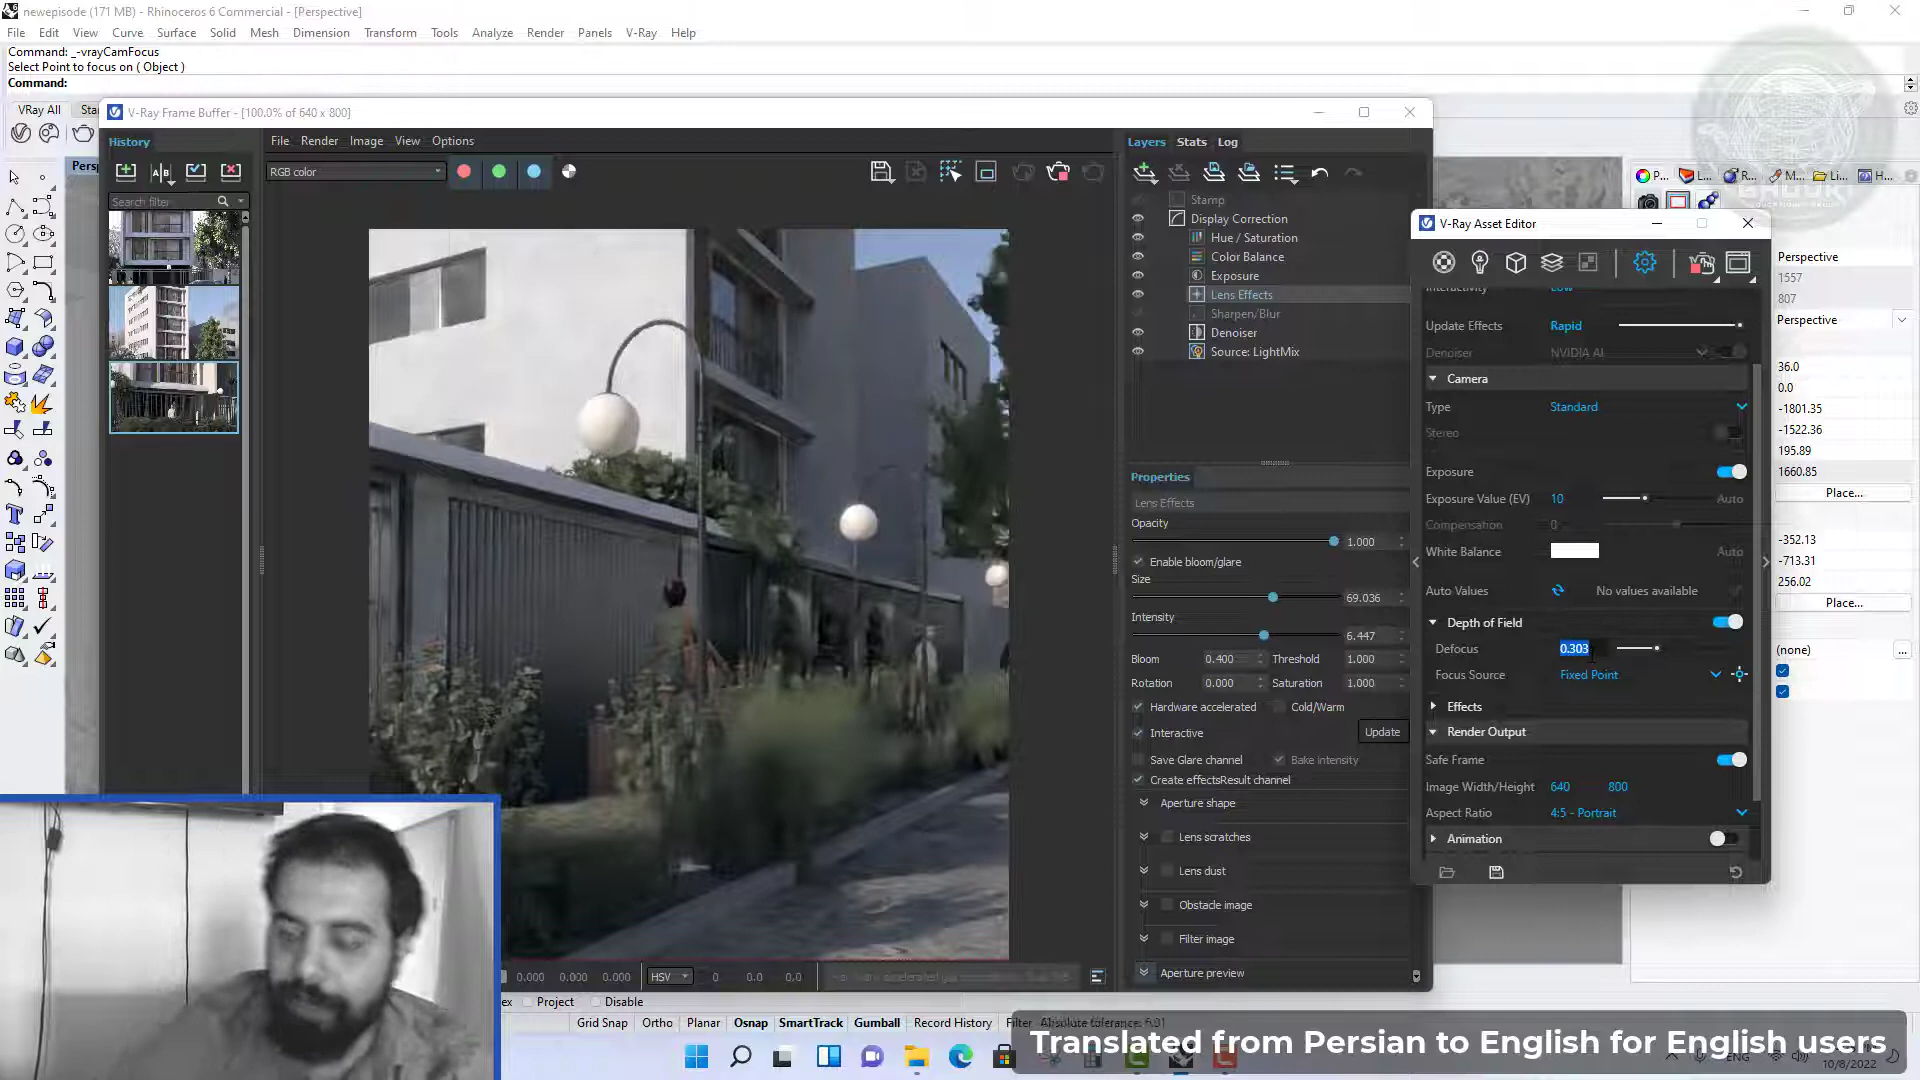 newepisode (171 MB) - Rhinoceros 6 Commercial - [Perspective]
File Edit View Curve Surface Solid Mesh Dimension Transform Tools Analyze Render Panels V-Ray Help
Command: _-vrayCamFocus
Select Point to focus on ( Object )
Command:
VRay All
V-Ray Frame Buffer - [100.0% of 640 x 800]
History
File Render Image View Options
Layers Stats Log
RGB color
Search filter
Stamp
Display Correction
Hue / Saturation
Color Balance
Exposure
Lens Effects
Sharpen/Blur
Denoiser
Source: LightMix
Properties
Lens Effects
Opacity
1.000
Enable bloom/glare
Size
69.036
Intensity
6.447
Bloom 0.400 Threshold 1.000
Rotation 0.000 Saturation 1.000
Hardware accelerated Cold/Warm
Interactive Update
Save Glare channel Bake intensity
Create effectsResult channel
Aperture shape
Lens scratches
Lens dust
Obstacle image
Filter image
Aperture preview
0.000 0.000 0.000 HSV 0 0.0 0.0
V-Ray Asset Editor
Interactivity Low
Update Effects Rapid
Denoiser NVIDIA AI
Camera
Type Standard
Stereo
Exposure
Exposure Value (EV) 10 Auto
Compensation 0
White Balance Auto
Auto Values No values available
Depth of Field
Defocus 0.303
Focus Source Fixed Point
Effects
Render Output
Safe Frame
Image Width/Height 640 800
Aspect Ratio 4:5 - Portrait
Animation
P... L... R... M... Li... H...
Perspective
1557
807
Perspective
36.0
0.0
-1801.35
-1522.36
195.89
1660.85
Place...
-352.13
-713.31
256.02
Place...
(none) ...
Project Disable
Grid Snap Ortho Planar Osnap SmartTrack Gumball Record History Filter Absolute tolerance: 0.01
Translated from Persian to English for English users
ENG
10/8/2022